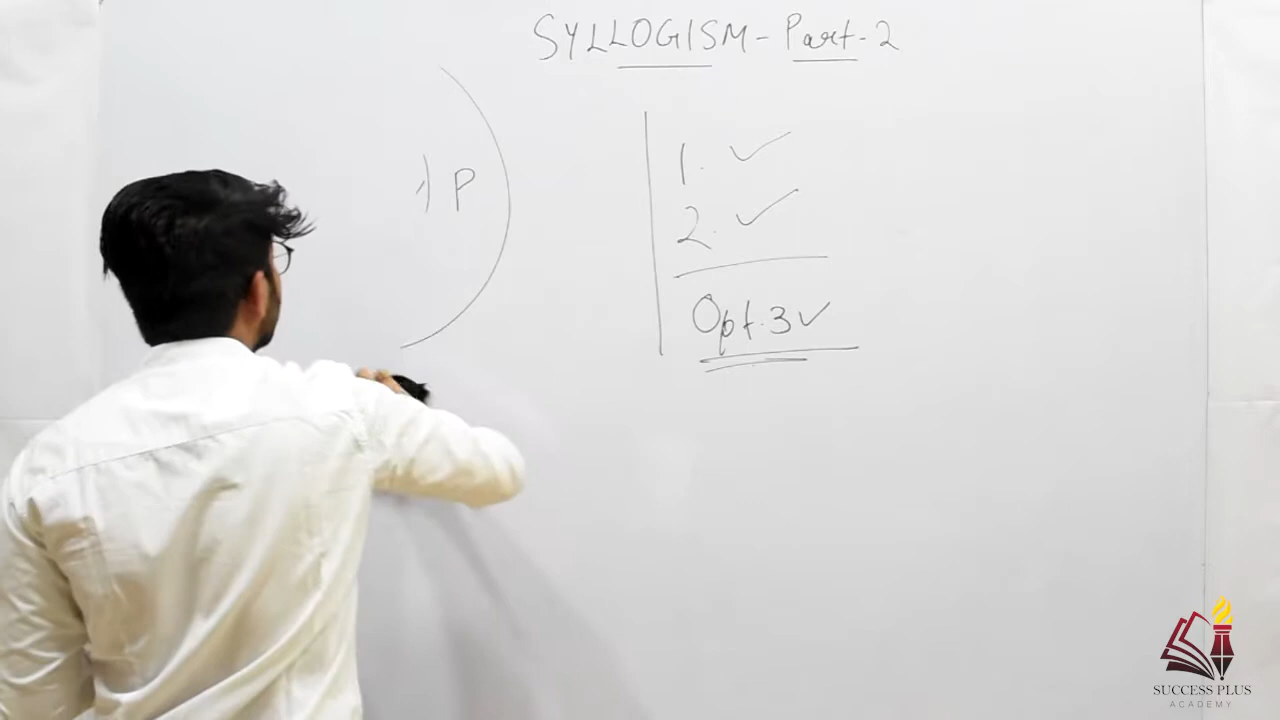 SYLLOGISM - Part - 2
P
1. ✓
2. ✓
Opt. 3 ✓
SUCCESS PLUS
ACADEMY